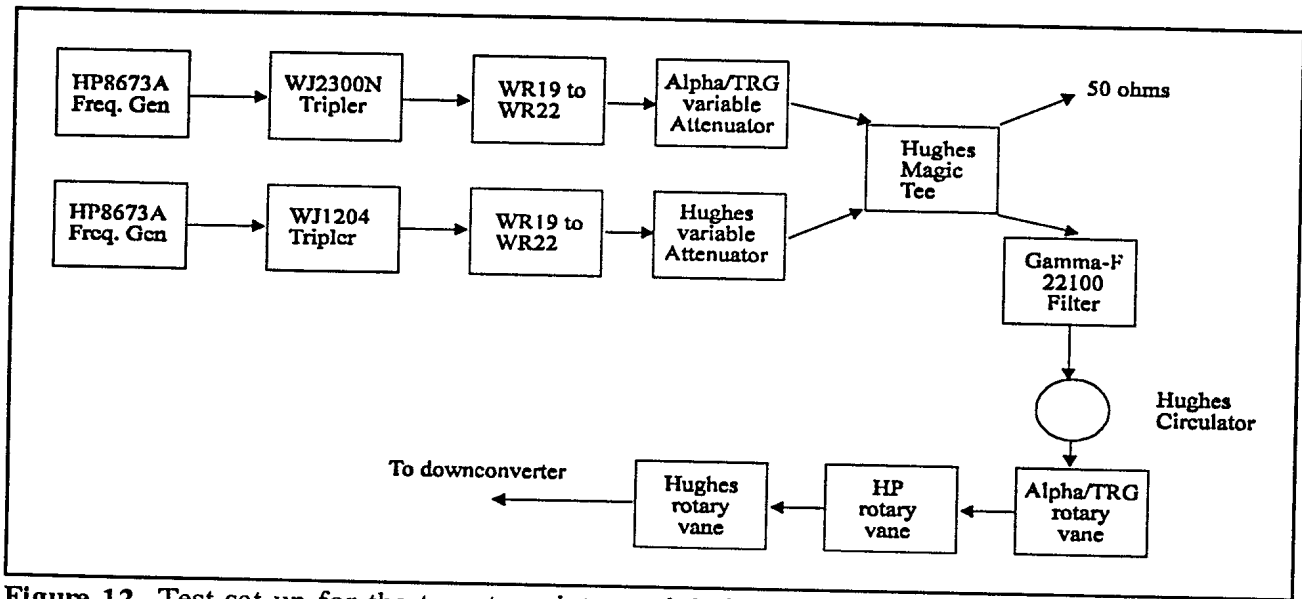 HP8673A
Freq. Gen
WJ2300N
Tripler
WR19 to
WR22
Alpha/TRG
variable
Attenuator
50 ohms
Hughes
Magic
Tee
HP8673A
Freq. Gen
WJ1204
Tripler
WR19 to
WR22
Hughes
variable
Attenuator
Gamma-F
22100
Filter
Hughes
Circulator
To downconverter
Hughes
rotary
vane
HP
rotary
vane
Alpha/TRG
rotary
vane
Figure 12. Test set up for the